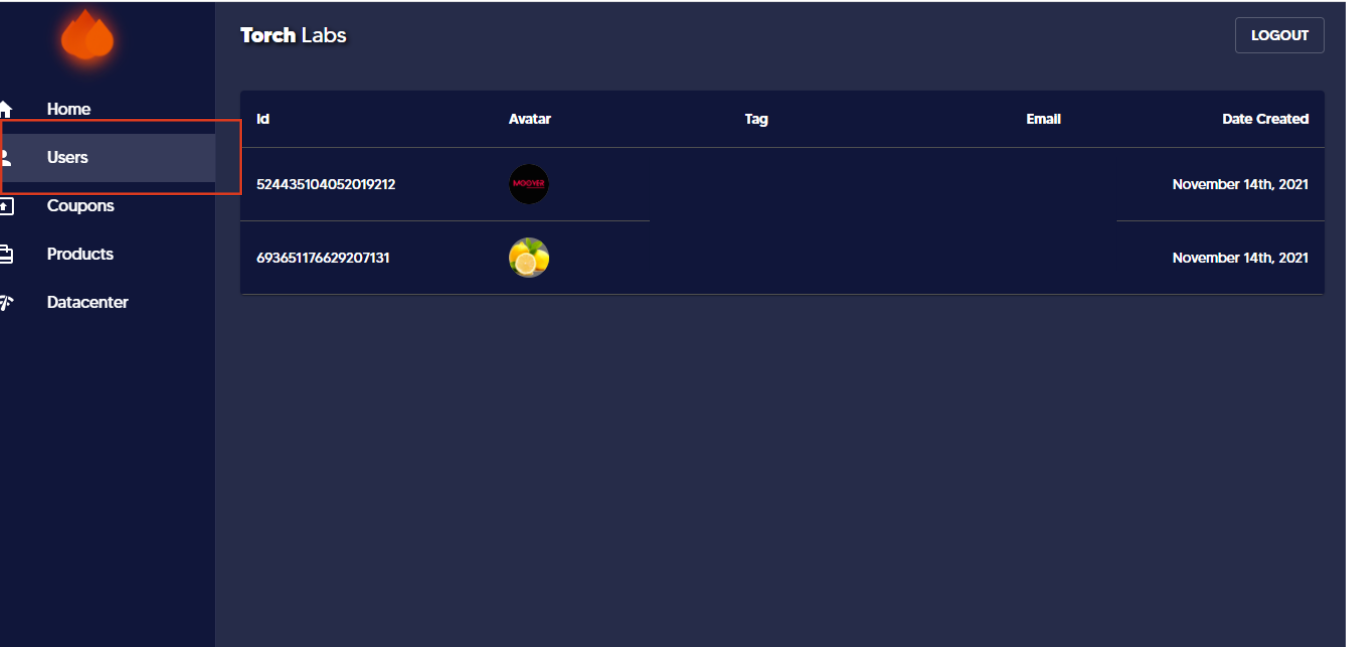 Torch Labs
LOGOUT
Home
Users
Coupons
Products
Datacenter
Id Avatar Tag Email Date Created
524435104052019212 MOOVER November 14th, 2021
693651176629207131 November 14th, 2021